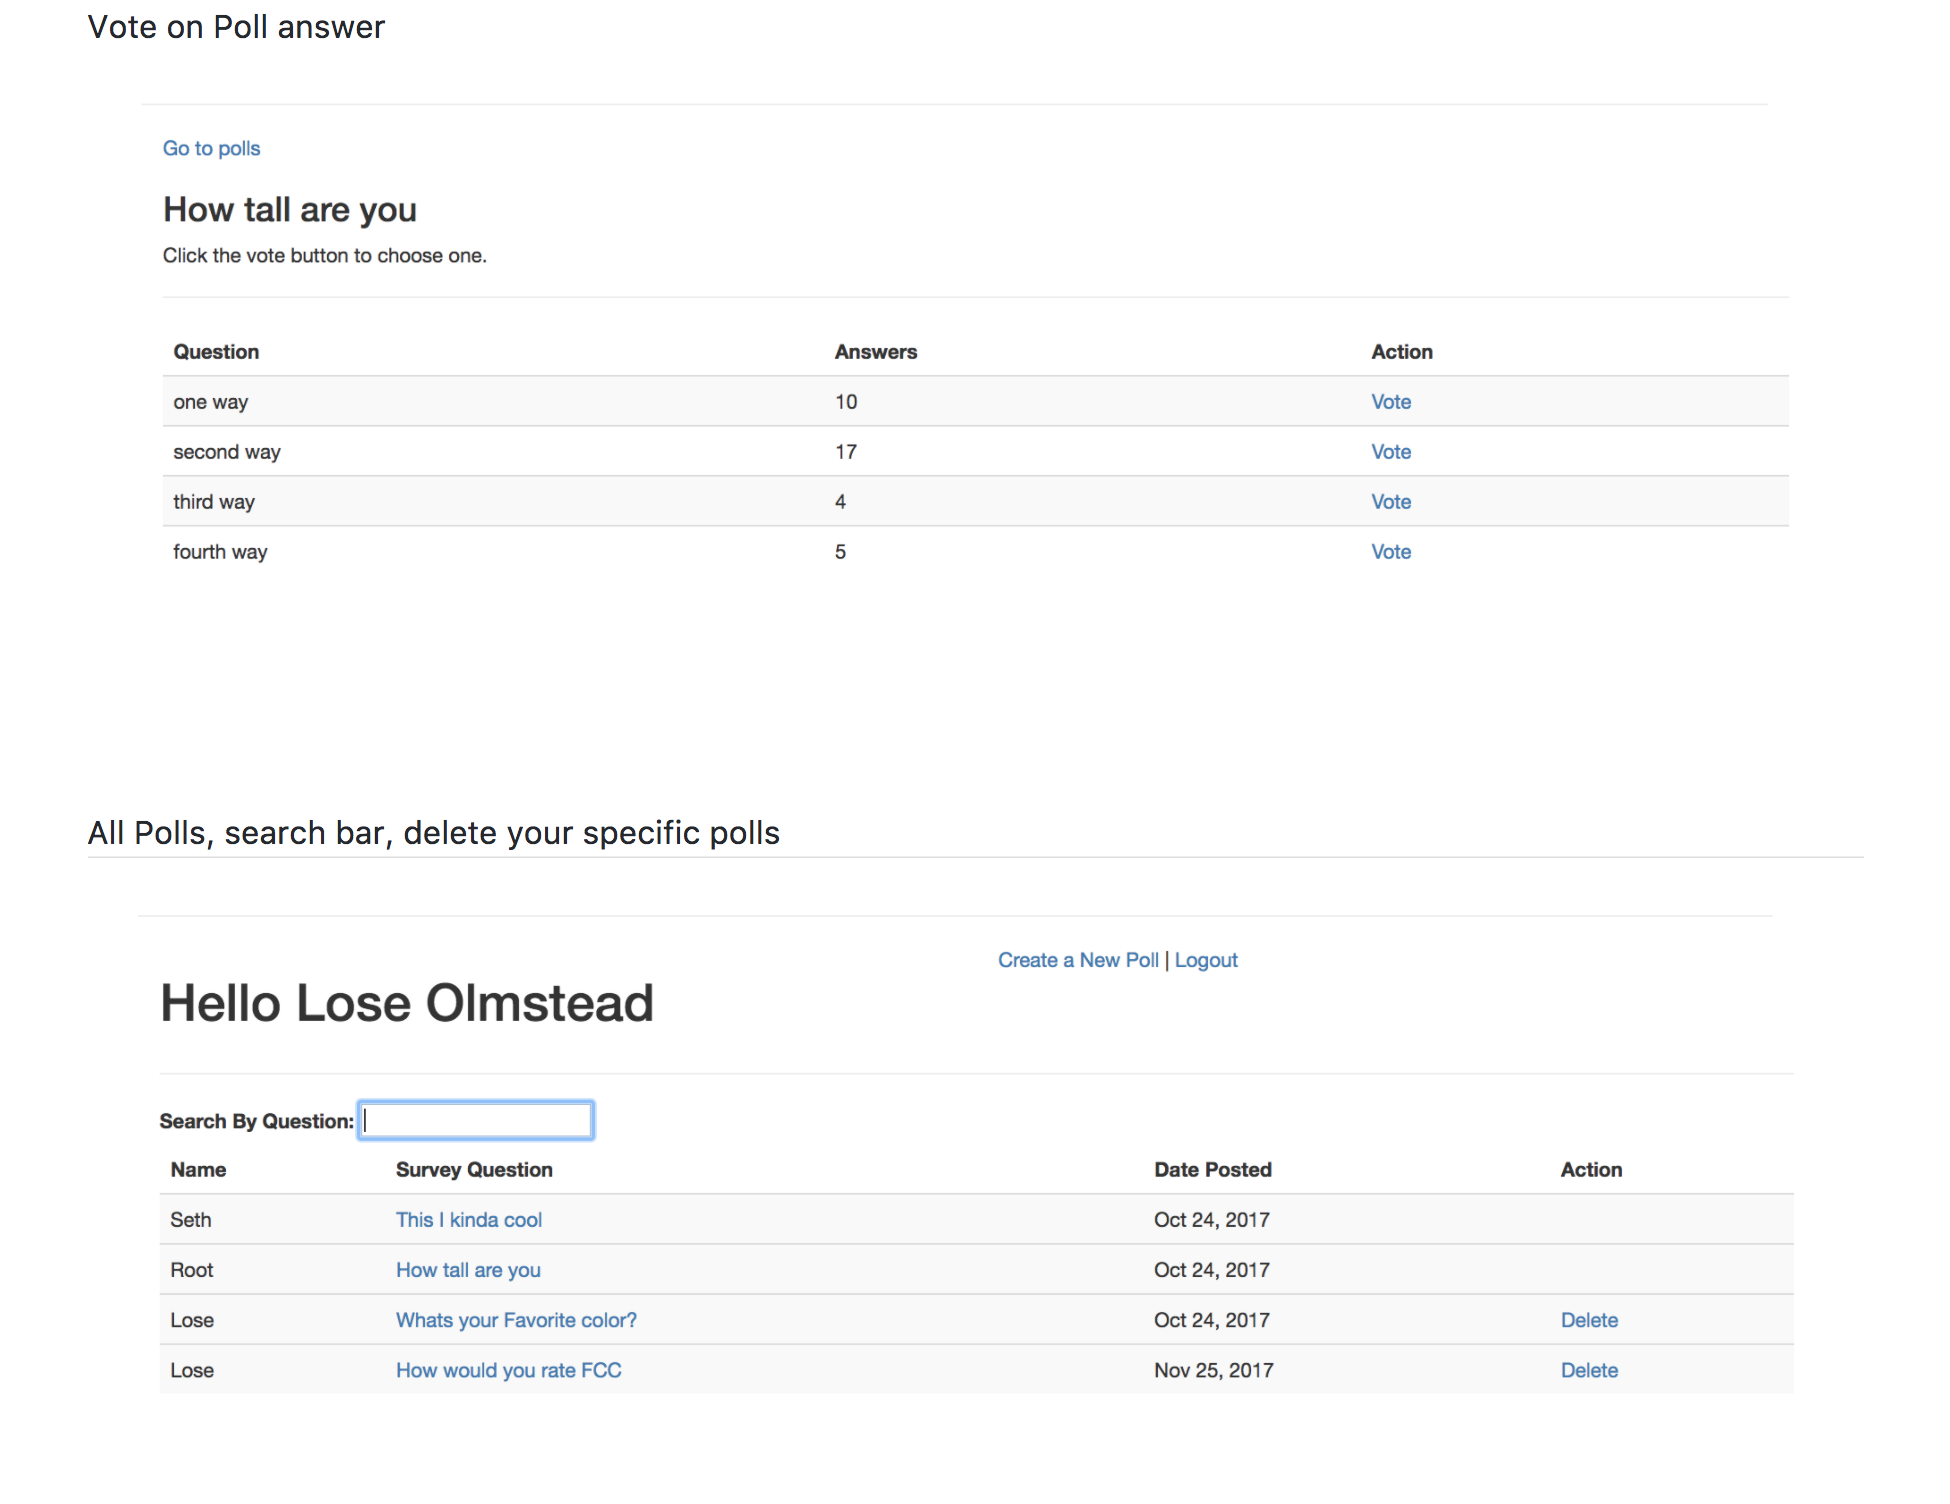 Vote on Poll answer
Go to polls
How tall are you
Click the vote button to choose one.
Question Answers Action
one way 10 Vote
second way 17 Vote
third way 4 Vote
fourth way 5 Vote
All Polls, search bar, delete your specific polls
Create a New Poll | Logout
Hello Lose Olmstead
Search By Question:
Name Survey Question Date Posted Action
Seth This I kinda cool Oct 24, 2017
Root How tall are you Oct 24, 2017
Lose Whats your Favorite color? Oct 24, 2017 Delete
Lose How would you rate FCC Nov 25, 2017 Delete